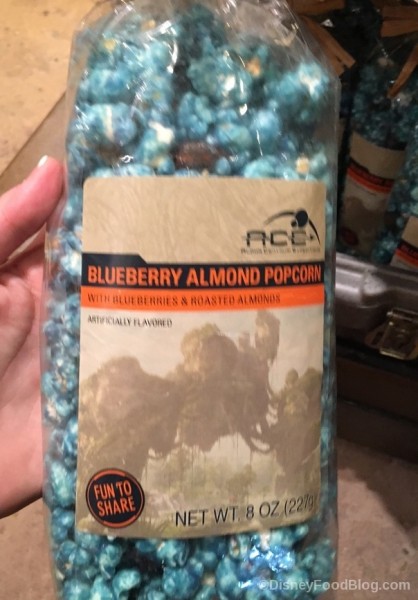 ACE
BLUEBERRY ALMOND POPCORN
WITH BLUEBERRIES & ROASTED ALMONDS
ARTIFICIALLY FLAVORED
FUN TO
SHARE
NET WT. 8 OZ (227g)
©DisneyFoodBlog.com